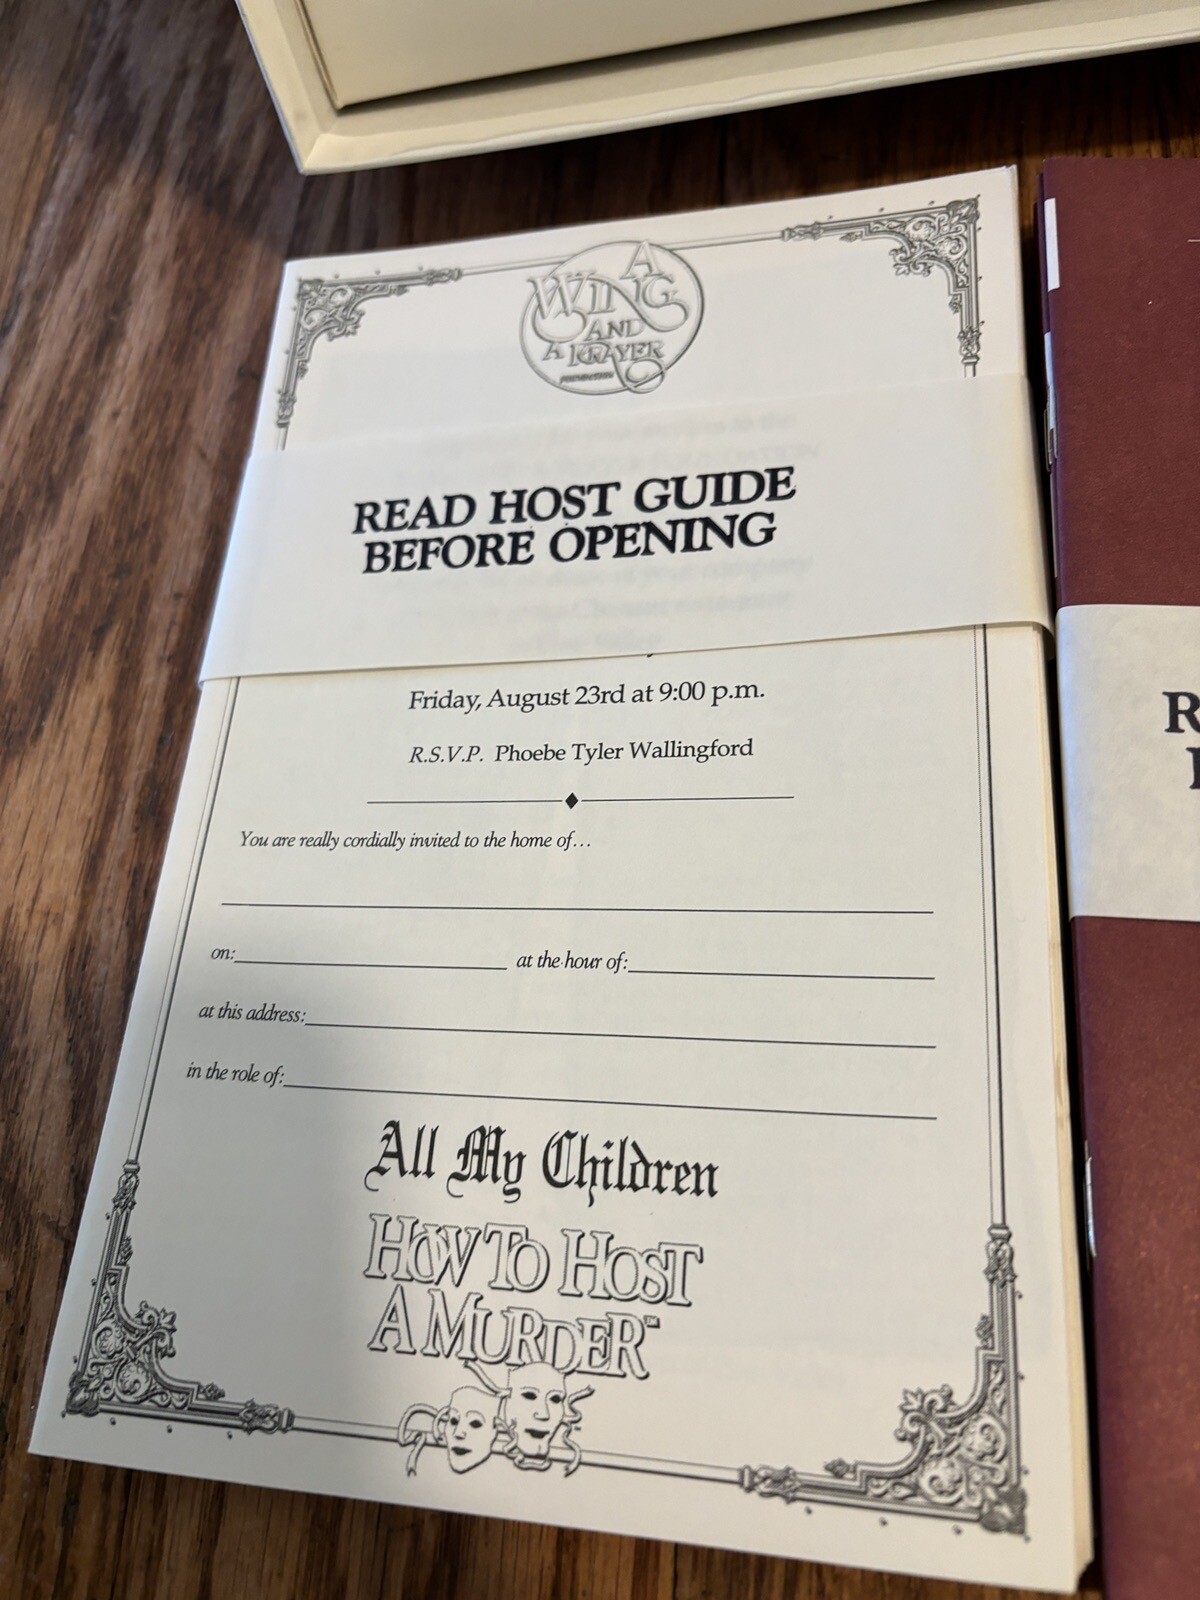 A
WING
AND
A PRAYER
FOUNDATION
READ HOST GUIDE
BEFORE OPENING
Friday, August 23rd at 9:00 p.m.
R.S.V.P. Phoebe Tyler Wallingford
You are really cordially invited to the home of...
on: at the hour of:
at this address:
in the role of:
All My Children
HOW TO HOST
A MURDER™
R